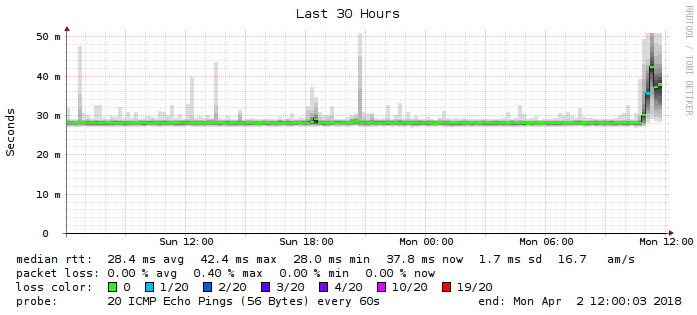 Last 30 Hours
RRDTOOL / TOBI OETIKER
Seconds
50 m
40 m
30 m
20 m
10 m
0
Sun 12:00 Sun 18:00 Mon 00:00 Mon 06:00 Mon 12:00
median rtt: 28.4 ms avg 42.4 ms max 28.0 ms min 37.8 ms now 1.7 ms sd 16.7 am/s
packet loss: 0.00 % avg 0.40 % max 0.00 % min 0.00 % now
loss color: 0 1/20 2/20 3/20 4/20 10/20 19/20
probe: 20 ICMP Echo Pings (56 Bytes) every 60s end: Mon Apr 2 12:00:03 2018